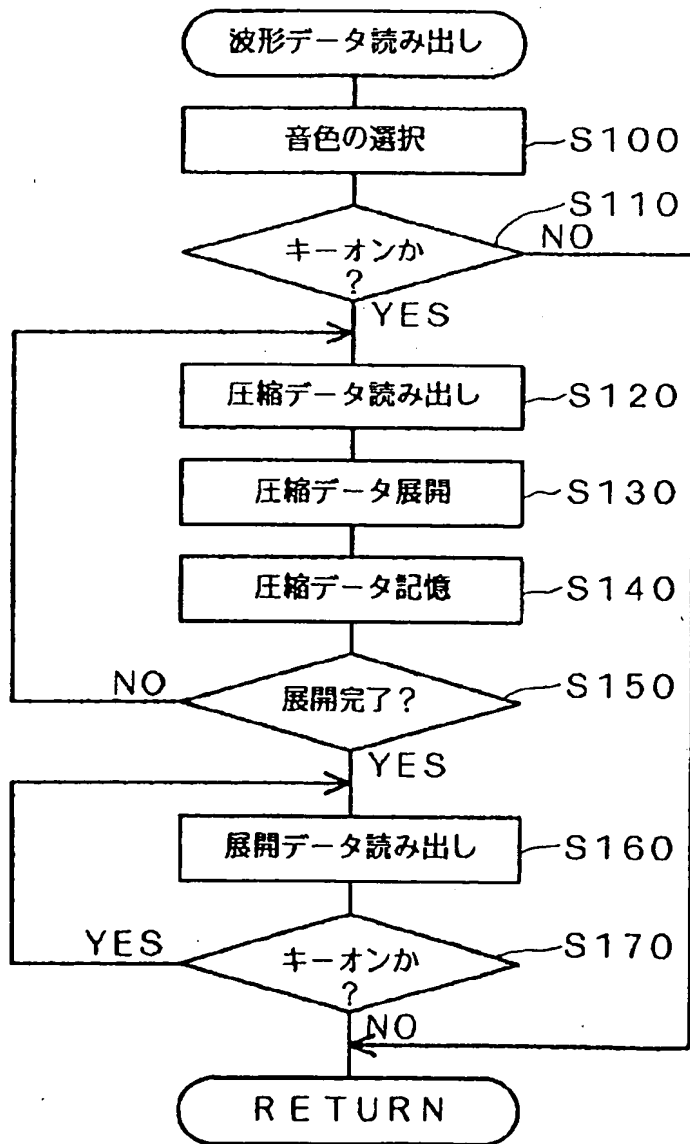 波形データ読み出し
音色の選択
S100
S110
キーオンか
?
NO
YES
圧縮データ読み出し
S120
圧縮データ展開
S130
圧縮データ記憶
S140
展開完了?
S150
NO
YES
展開データ読み出し
S160
キーオンか
?
S170
YES
NO
RETURN